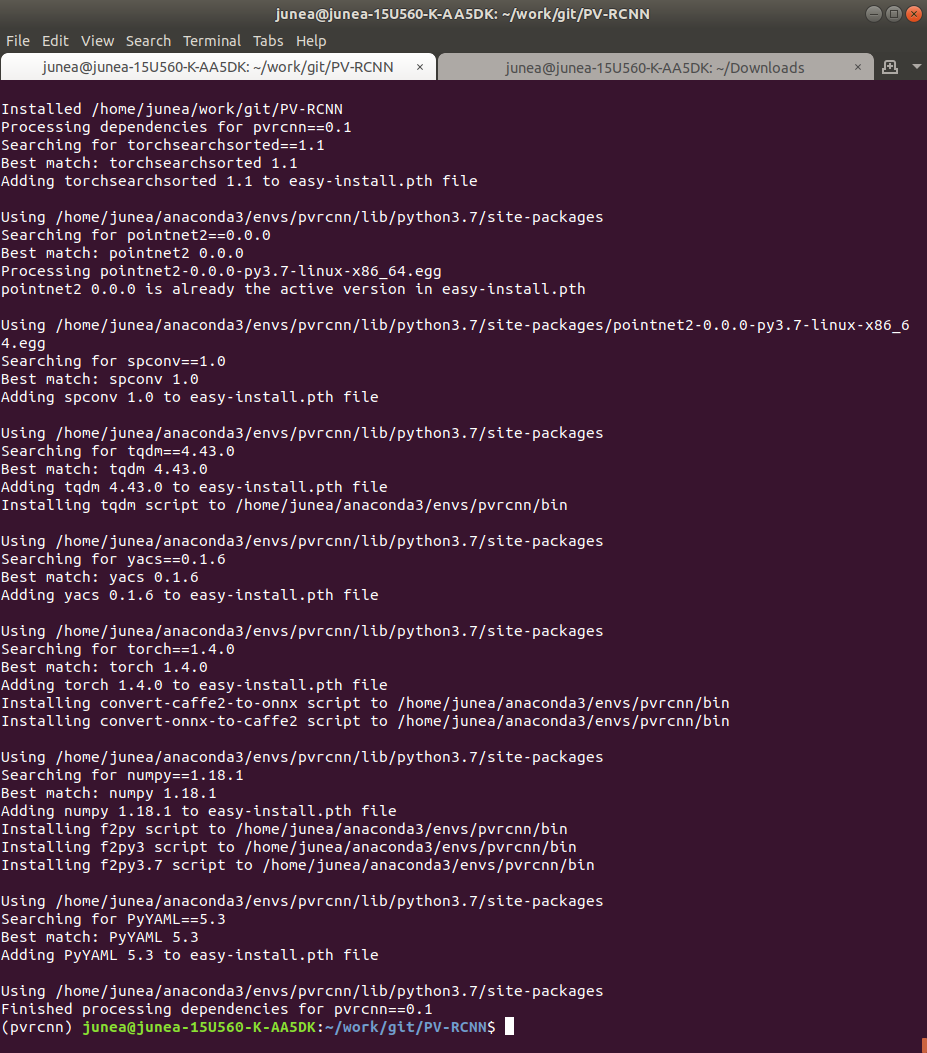 junea@junea-15U560-K-AA5DK: ~/work/git/PV-RCNN
File Edit View Search Terminal Tabs Help
junea@junea-15U560-K-AA5DK: ~/work/git/PV-RCNN × junea@junea-15U560-K-AA5DK: ~/Downloads ×
Installed /home/junea/work/git/PV-RCNN
Processing dependencies for pvrcnn==0.1
Searching for torchsearchsorted==1.1
Best match: torchsearchsorted 1.1
Adding torchsearchsorted 1.1 to easy-install.pth file
Using /home/junea/anaconda3/envs/pvrcnn/lib/python3.7/site-packages
Searching for pointnet2==0.0.0
Best match: pointnet2 0.0.0
Processing pointnet2-0.0.0-py3.7-linux-x86_64.egg
pointnet2 0.0.0 is already the active version in easy-install.pth
Using /home/junea/anaconda3/envs/pvrcnn/lib/python3.7/site-packages/pointnet2-0.0.0-py3.7-linux-x86_6
4.egg
Searching for spconv==1.0
Best match: spconv 1.0
Adding spconv 1.0 to easy-install.pth file
Using /home/junea/anaconda3/envs/pvrcnn/lib/python3.7/site-packages
Searching for tqdm==4.43.0
Best match: tqdm 4.43.0
Adding tqdm 4.43.0 to easy-install.pth file
Installing tqdm script to /home/junea/anaconda3/envs/pvrcnn/bin
Using /home/junea/anaconda3/envs/pvrcnn/lib/python3.7/site-packages
Searching for yacs==0.1.6
Best match: yacs 0.1.6
Adding yacs 0.1.6 to easy-install.pth file
Using /home/junea/anaconda3/envs/pvrcnn/lib/python3.7/site-packages
Searching for torch==1.4.0
Best match: torch 1.4.0
Adding torch 1.4.0 to easy-install.pth file
Installing convert-caffe2-to-onnx script to /home/junea/anaconda3/envs/pvrcnn/bin
Installing convert-onnx-to-caffe2 script to /home/junea/anaconda3/envs/pvrcnn/bin
Using /home/junea/anaconda3/envs/pvrcnn/lib/python3.7/site-packages
Searching for numpy==1.18.1
Best match: numpy 1.18.1
Adding numpy 1.18.1 to easy-install.pth file
Installing f2py script to /home/junea/anaconda3/envs/pvrcnn/bin
Installing f2py3 script to /home/junea/anaconda3/envs/pvrcnn/bin
Installing f2py3.7 script to /home/junea/anaconda3/envs/pvrcnn/bin
Using /home/junea/anaconda3/envs/pvrcnn/lib/python3.7/site-packages
Searching for PyYAML==5.3
Best match: PyYAML 5.3
Adding PyYAML 5.3 to easy-install.pth file
Using /home/junea/anaconda3/envs/pvrcnn/lib/python3.7/site-packages
Finished processing dependencies for pvrcnn==0.1
(pvrcnn) junea@junea-15U560-K-AA5DK:~/work/git/PV-RCNN$